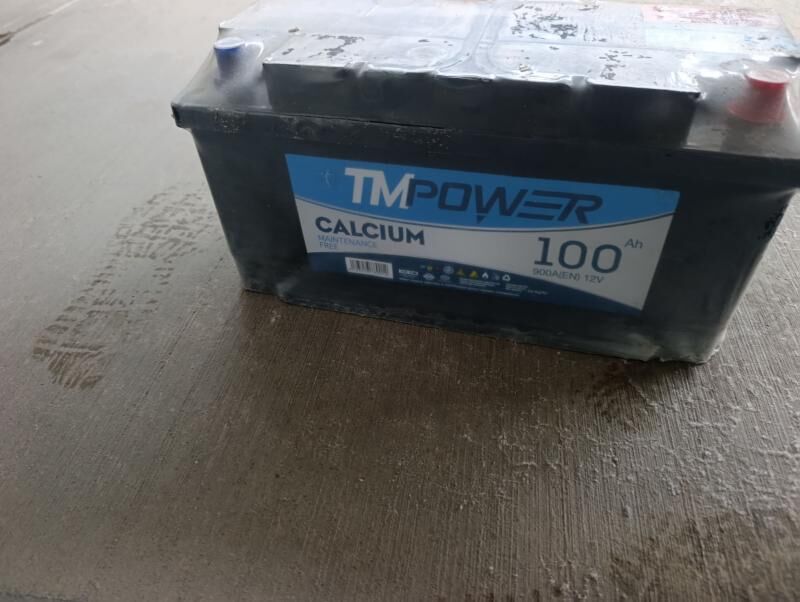 TMPOWER
CALCIUM
MAINTENANCE
FREE
100 Ah
900A(EN) 12V